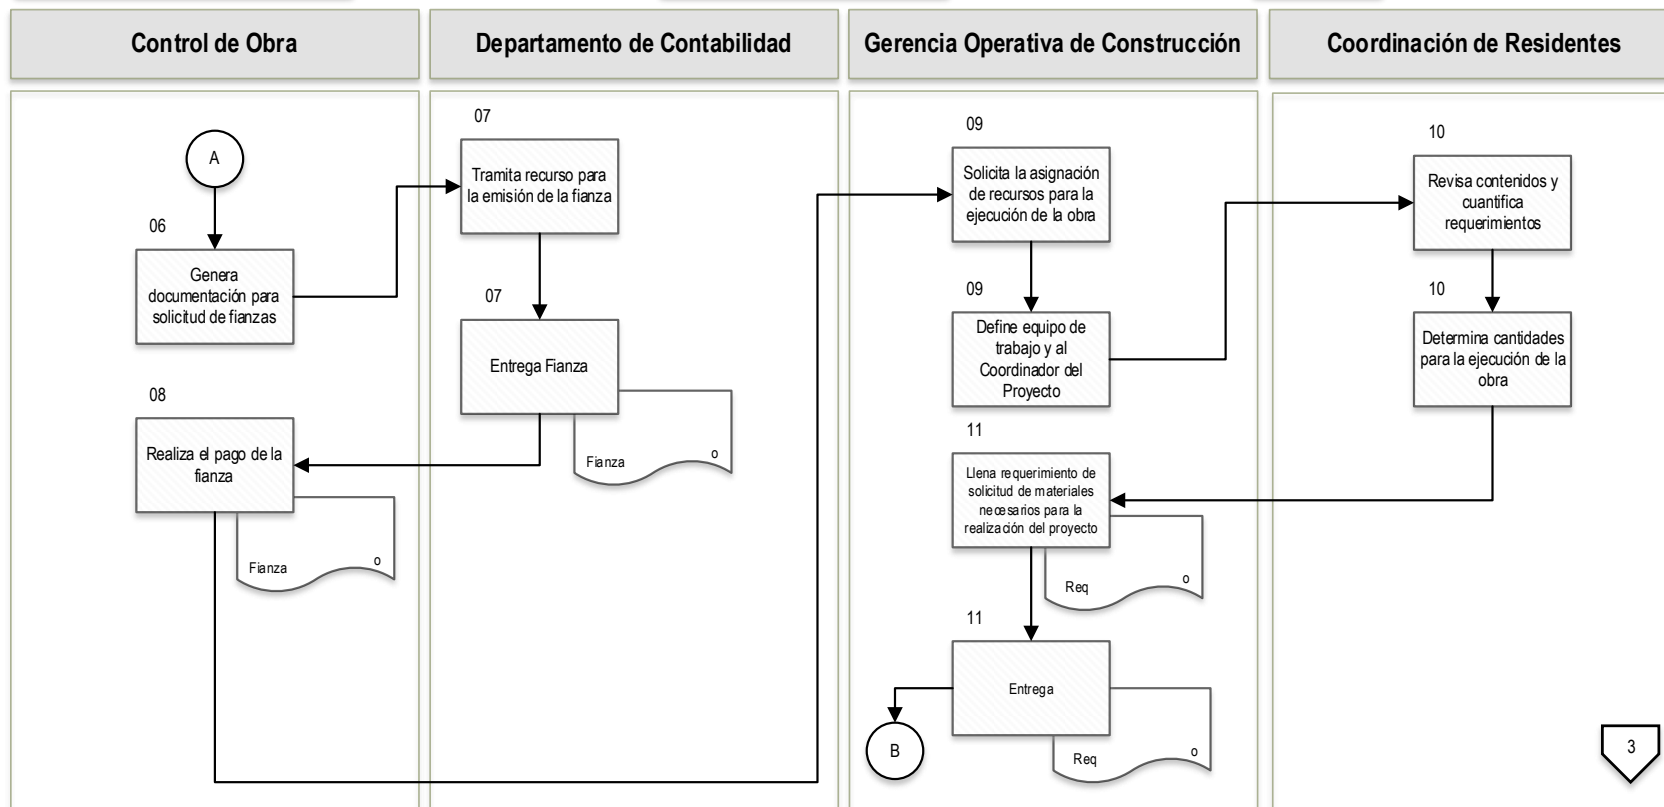 Control de Obra
Departamento de Contabilidad
Gerencia Operativa de Construcción
Coordinación de Residentes
A
06
Genera
documentación para
solicitud de fianzas
08
Realiza el pago de la
fianza
Fianza
o
07
Tramita recurso para
la emisión de la fianza
07
Entrega Fianza
Fianza
o
09
Solicita la asignación
de recursos para la
ejecución de la obra
09
Define equipo de
trabajo y al
Coordinador del
Proyecto
11
Llena requerimiento de
solicitud de materiales
necesarios para la
realización del proyecto
Req
o
11
Entrega
Req
o
B
10
Revisa contenidos y
cuantifica
requerimientos
10
Determina cantidades
para la ejecución de la
obra
3